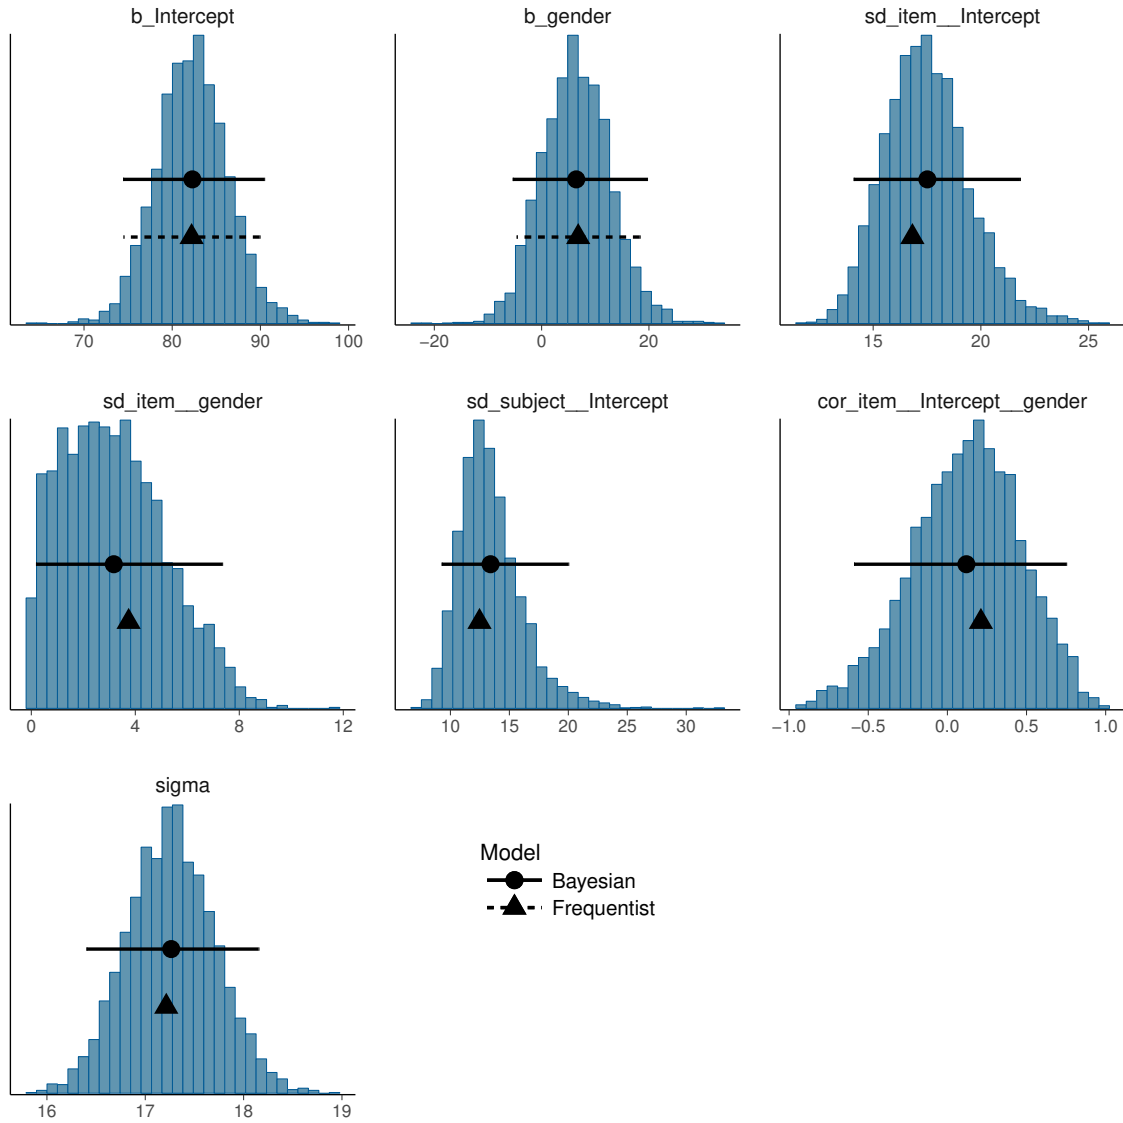 b_Intercept b_gender sd_item__Intercept
70 80 90 100 −20 0 20 15 20 25
sd_item__gender sd_subject__Intercept cor_item__Intercept__gender
0 4 8 12 10 15 20 25 30 −1.0 −0.5 0.0 0.5 1.0
sigma
Model
Bayesian
Frequentist
16 17 18 19